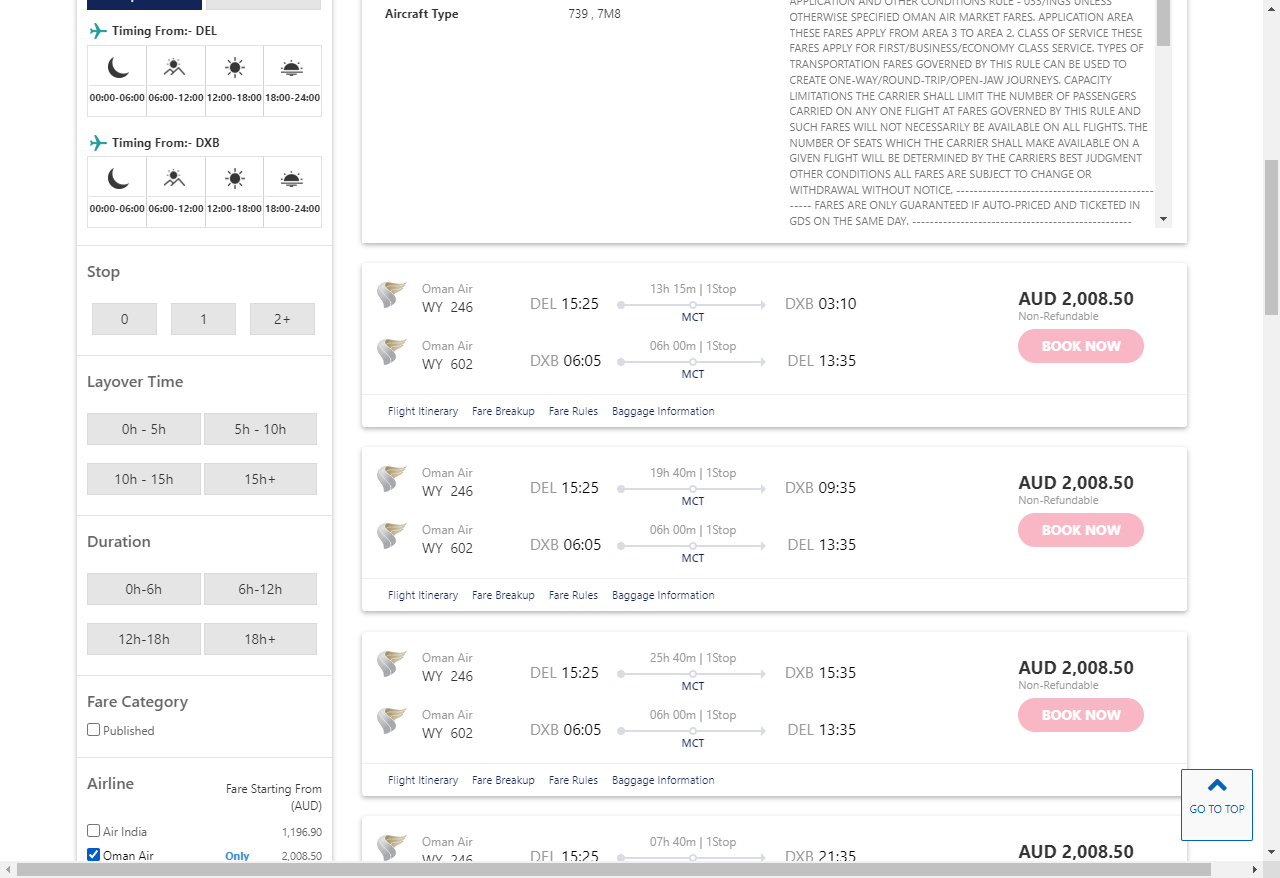 Timing From:- DEL
00:00-06:00 06:00-12:00 12:00-18:00 18:00-24:00
Timing From:- DXB
00:00-06:00 06:00-12:00 12:00-18:00 18:00-24:00
Stop
0 1 2+
Layover Time
0h - 5h 5h - 10h
10h - 15h 15h+
Duration
0h-6h 6h-12h
12h-18h 18h+
Fare Category
Published
Airline
Fare Starting From
(AUD)
Air India 1,196.90
Oman Air Only 2,008.50
Aircraft Type 739 , 7M8
APPLICATION AND OTHER CONDITIONS RULE - 033/INGS UNLESS
OTHERWISE SPECIFIED OMAN AIR MARKET FARES. APPLICATION AREA
THESE FARES APPLY FROM AREA 3 TO AREA 2. CLASS OF SERVICE THESE
FARES APPLY FOR FIRST/BUSINESS/ECONOMY CLASS SERVICE. TYPES OF
TRANSPORTATION FARES GOVERNED BY THIS RULE CAN BE USED TO
CREATE ONE-WAY/ROUND-TRIP/OPEN-JAW JOURNEYS. CAPACITY
LIMITATIONS THE CARRIER SHALL LIMIT THE NUMBER OF PASSENGERS
CARRIED ON ANY ONE FLIGHT AT FARES GOVERNED BY THIS RULE AND
SUCH FARES WILL NOT NECESSARILY BE AVAILABLE ON ALL FLIGHTS. THE
NUMBER OF SEATS WHICH THE CARRIER SHALL MAKE AVAILABLE ON A
GIVEN FLIGHT WILL BE DETERMINED BY THE CARRIERS BEST JUDGMENT
OTHER CONDITIONS ALL FARES ARE SUBJECT TO CHANGE OR
WITHDRAWAL WITHOUT NOTICE. ---------------------------------------------
----- FARES ARE ONLY GUARANTEED IF AUTO-PRICED AND TICKETED IN
GDS ON THE SAME DAY. --------------------------------------------------
Oman Air
WY 246
DEL 15:25
13h 15m | 1Stop
MCT
DXB 03:10
Oman Air
WY 602
DXB 06:05
06h 00m | 1Stop
MCT
DEL 13:35
AUD 2,008.50
Non-Refundable
BOOK NOW
Flight Itinerary Fare Breakup Fare Rules Baggage Information
Oman Air
WY 246
DEL 15:25
19h 40m | 1Stop
MCT
DXB 09:35
Oman Air
WY 602
DXB 06:05
06h 00m | 1Stop
MCT
DEL 13:35
AUD 2,008.50
Non-Refundable
BOOK NOW
Flight Itinerary Fare Breakup Fare Rules Baggage Information
Oman Air
WY 246
DEL 15:25
25h 40m | 1Stop
MCT
DXB 15:35
Oman Air
WY 602
DXB 06:05
06h 00m | 1Stop
MCT
DEL 13:35
AUD 2,008.50
Non-Refundable
BOOK NOW
Flight Itinerary Fare Breakup Fare Rules Baggage Information
Oman Air
WY 246
DEL 15:25
07h 40m | 1Stop
DXB 21:35
AUD 2,008.50
GO TO TOP